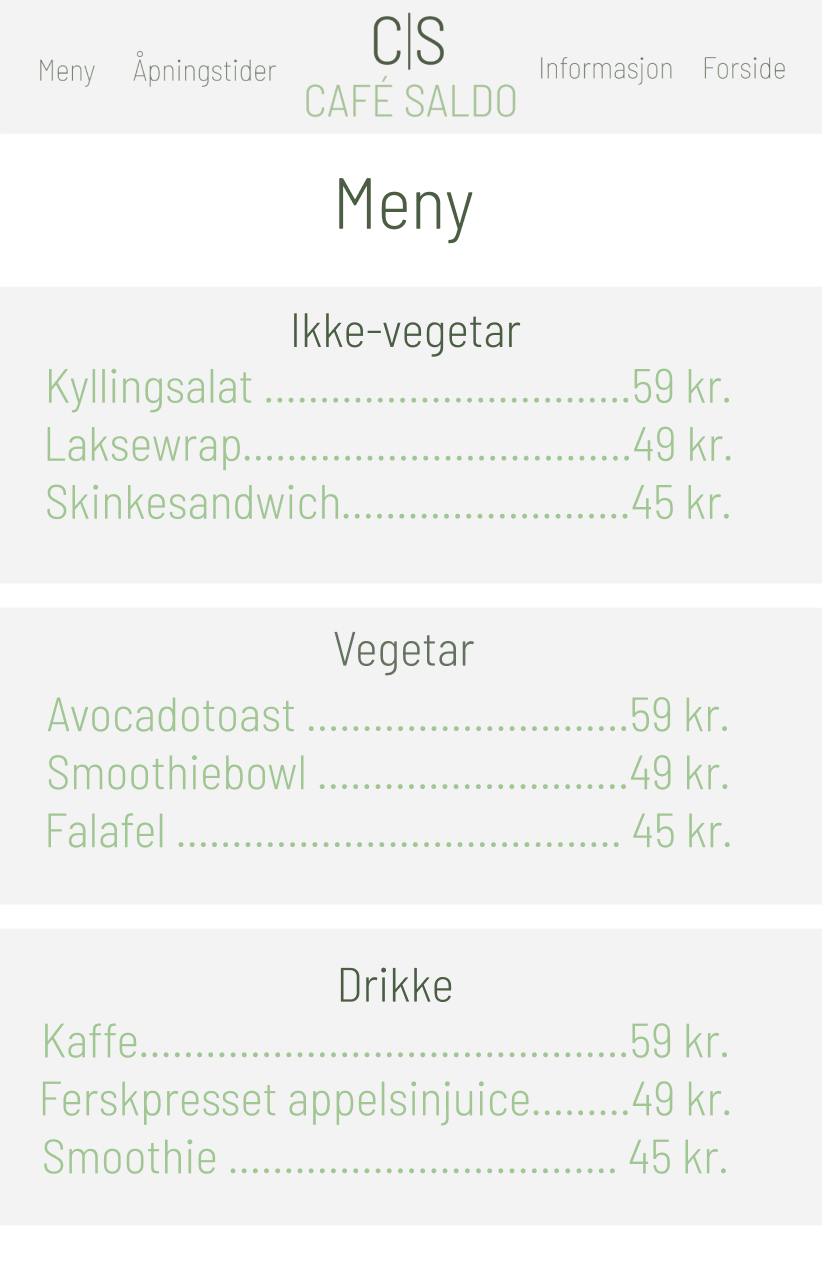 Meny
Åpningstider
C|S
CAFÉ SALDO
Informasjon
Forside
Meny
Ikke-vegetar
Kyllingsalat .................................59 kr.
Laksewrap...................................49 kr.
Skinkesandwich..........................45 kr.
Vegetar
Avocadotoast .............................59 kr.
Smoothiebowl ............................49 kr.
Falafel ........................................ 45 kr.
Drikke
Kaffe............................................59 kr.
Ferskpresset appelsinjuice.........49 kr.
Smoothie ................................... 45 kr.